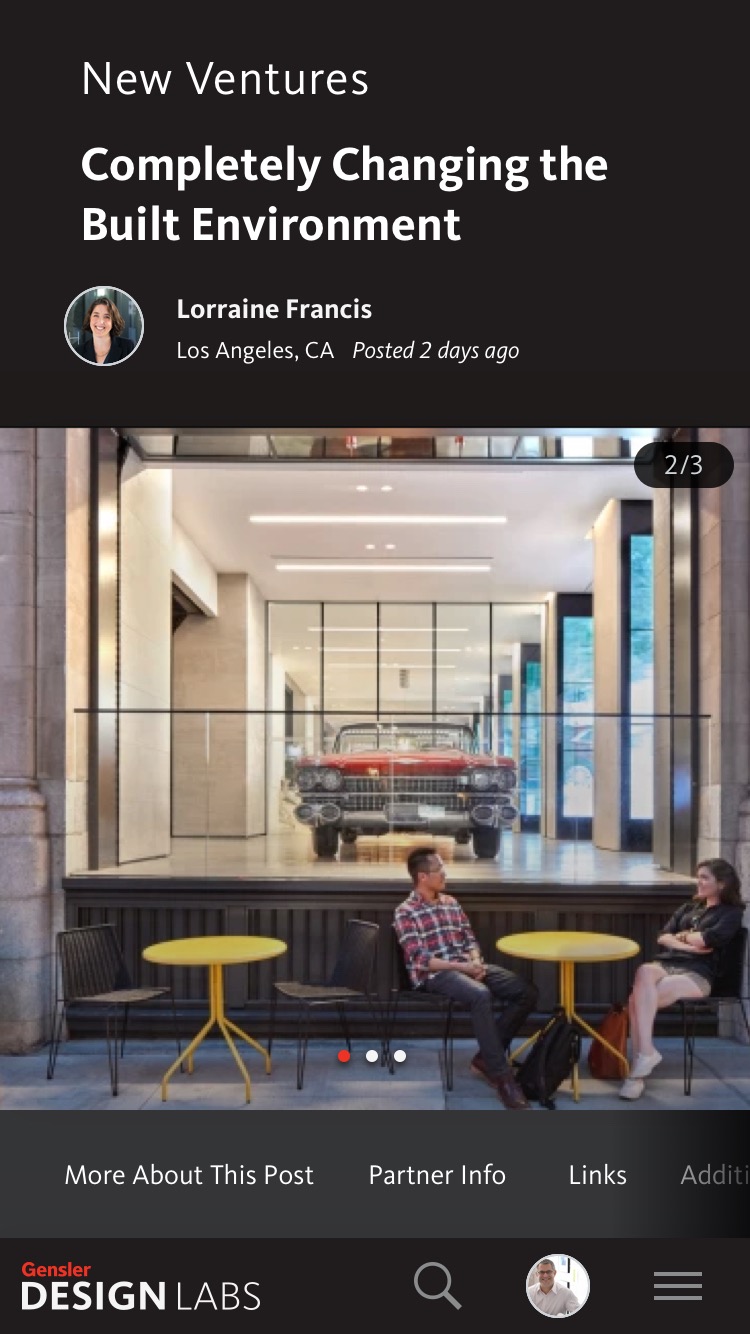 New Ventures
Completely Changing the
Built Environment
Lorraine Francis
Los Angeles, CA Posted 2 days ago
2/3
More About This Post Partner Info Links Additi
Gensler
DESIGN LABS